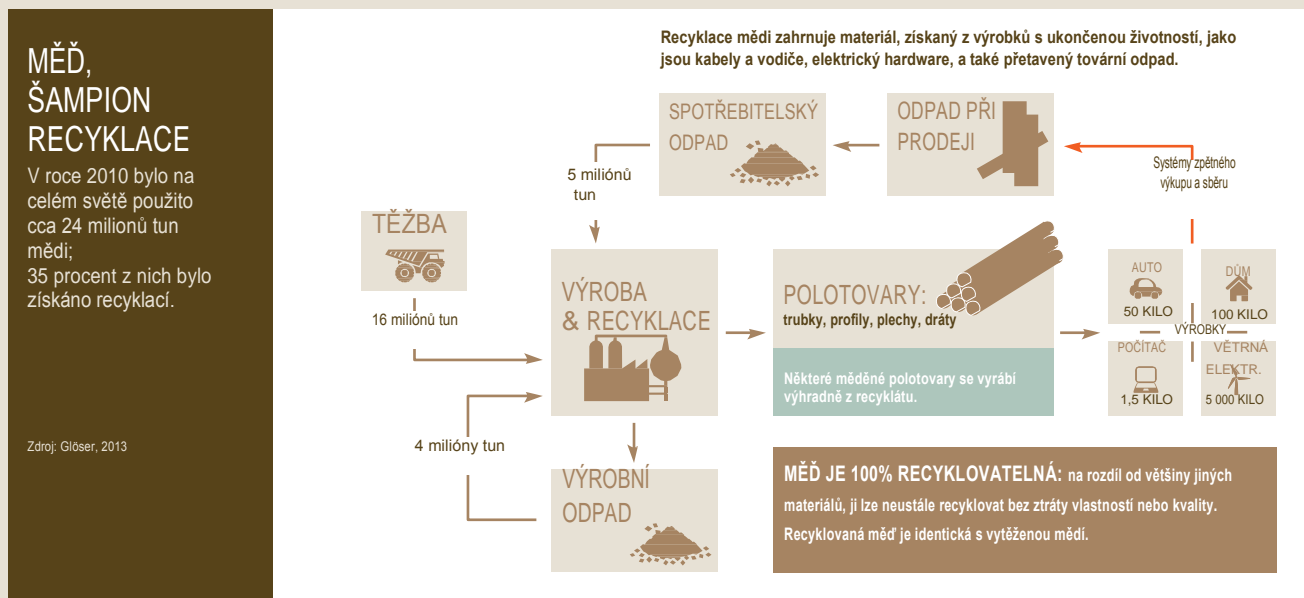 MĚĎ,
ŠAMPION
RECYKLACE
V roce 2010 bylo na
celém světě použito
cca 24 milionů tun
mědi;
35 procent z nich bylo
získáno recyklací.
Zdroj: Glöser, 2013
Recyklace mědi zahrnuje materiál, získaný z výrobků s ukončenou životností, jako
jsou kabely a vodiče, elektrický hardware, a také přetavený tovární odpad.
SPOTŘEBITELSKÝ
ODPAD
ODPAD PŘI
PRODEJI
Systémy zpětného
výkupu a sběru
5 miliónů
tun
TĚŽBA
16 miliónů tun
VÝROBA
& RECYKLACE
POLOTOVARY:
trubky, profily, plechy, dráty
Některé měděné polotovary se vyrábí
výhradně z recyklátu.
AUTO
50 KILO
DŮM
100 KILO
VÝROBKY
POČÍTAČ
1,5 KILO
VĚTRNÁ
ELEKTR.
5 000 KILO
4 milióny tun
VÝROBNÍ
ODPAD
MĚĎ JE 100% RECYKLOVATELNÁ: na rozdíl od většiny jiných
materiálů, ji lze neustále recyklovat bez ztráty vlastností nebo kvality.
Recyklovaná měď je identická s vytěženou mědí.